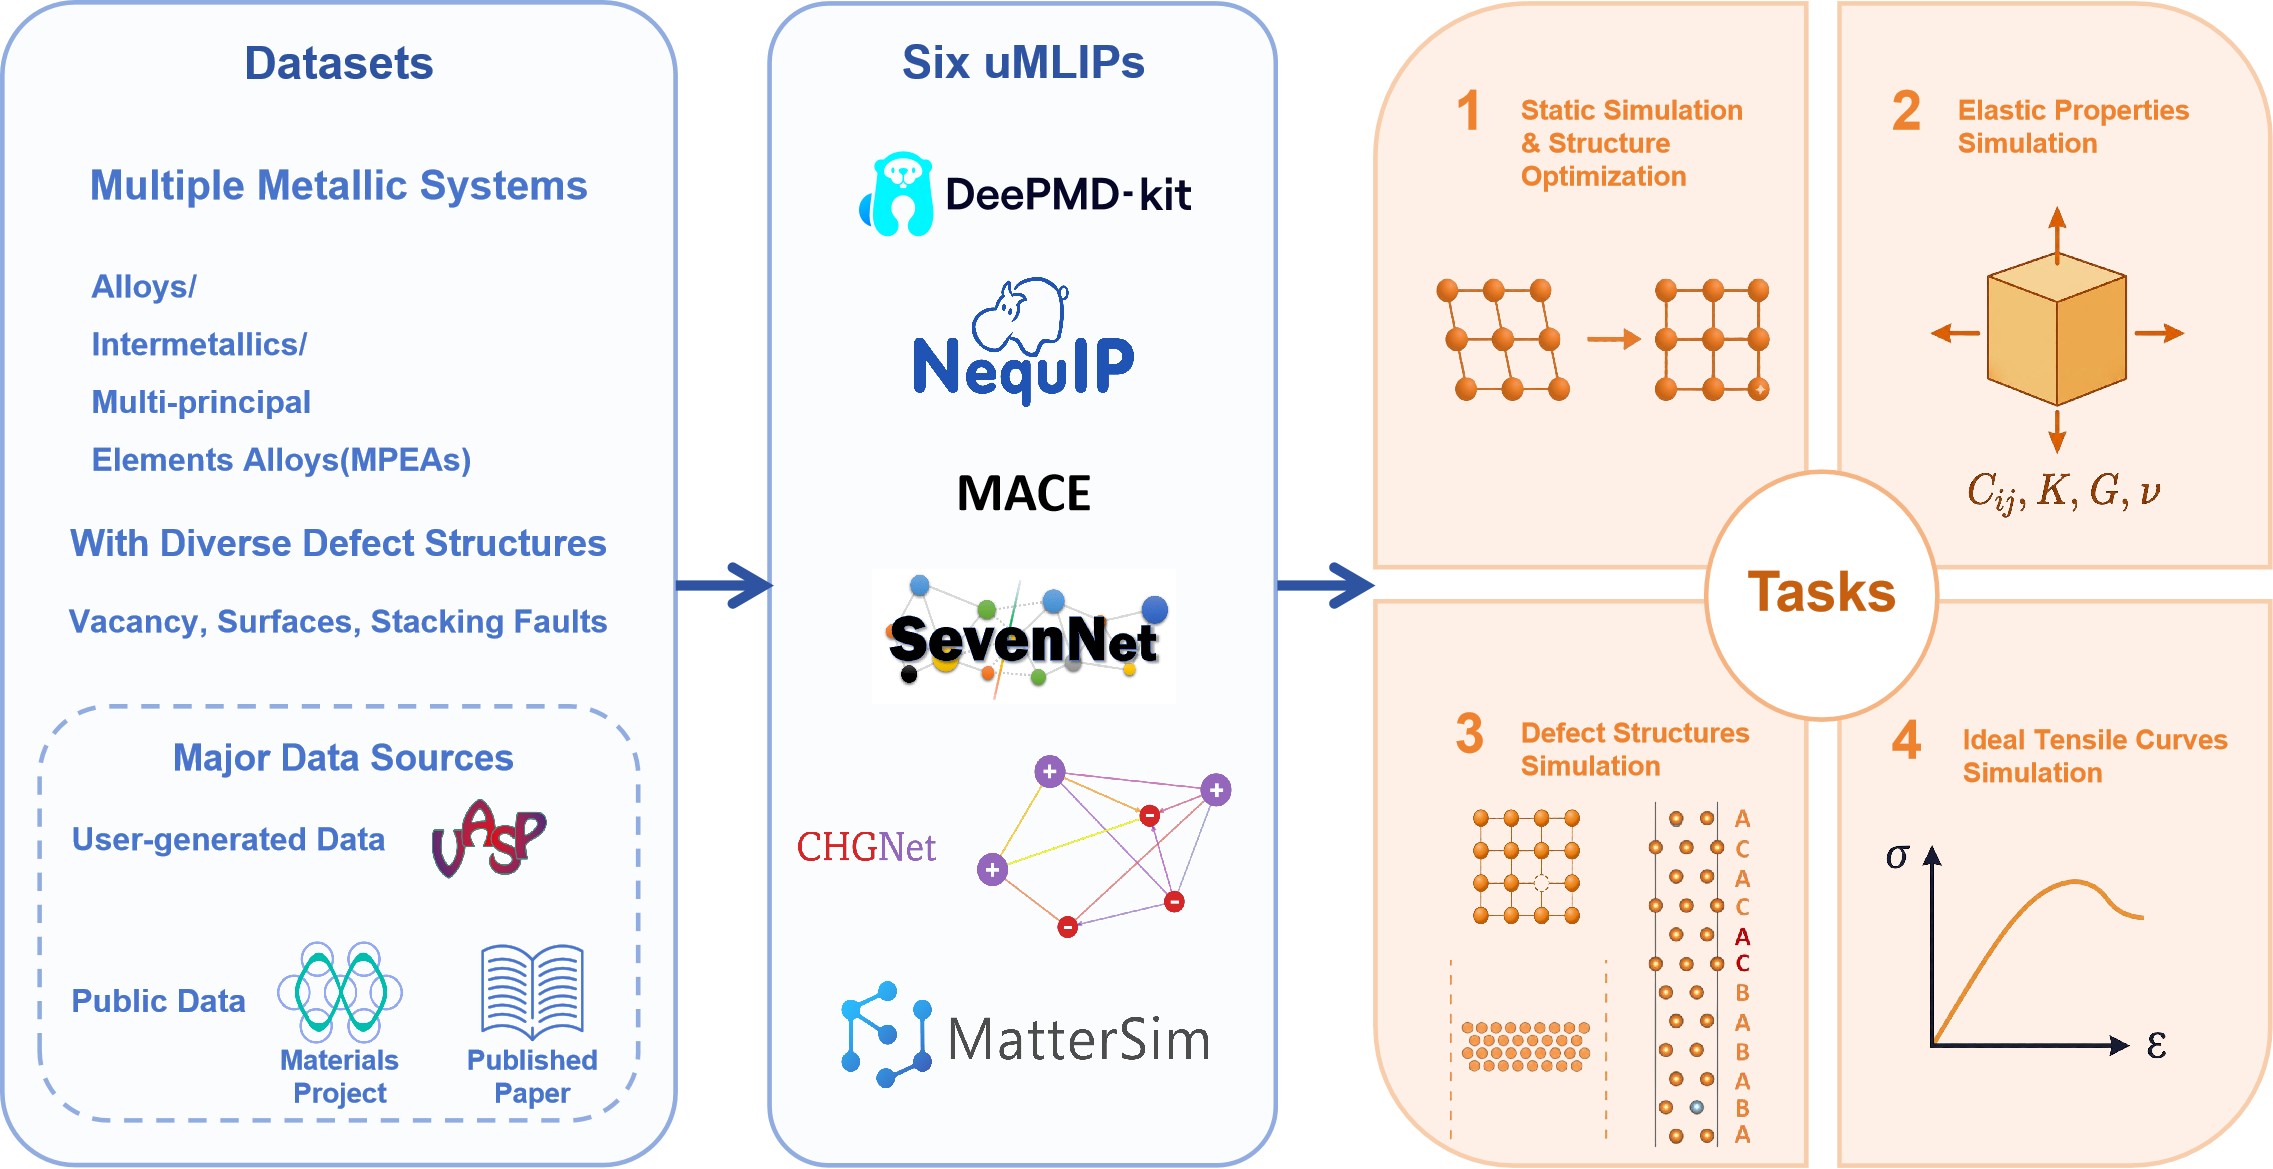 Datasets
Multiple Metallic Systems
Alloys/
Intermetallics/
Multi-principal
Elements Alloys(MPEAs)
With Diverse Defect Structures
Vacancy, Surfaces, Stacking Faults
Major Data Sources
User-generated Data
VASP
Public Data
Materials
Project
Published
Paper
Six uMLIPs
DeePMD-kit
NequIP
MACE
SevenNet
CHGNet
+
+
-
+
-
-
MatterSim
Tasks
1
Static Simulation
& Structure
Optimization
2
Elastic Properties
Simulation
C_{ij}, K, G, ν
3
Defect Structures
Simulation
A
C
A
C
A
C
B
A
B
A
B
A
4
Ideal Tensile Curves
Simulation
σ
ε